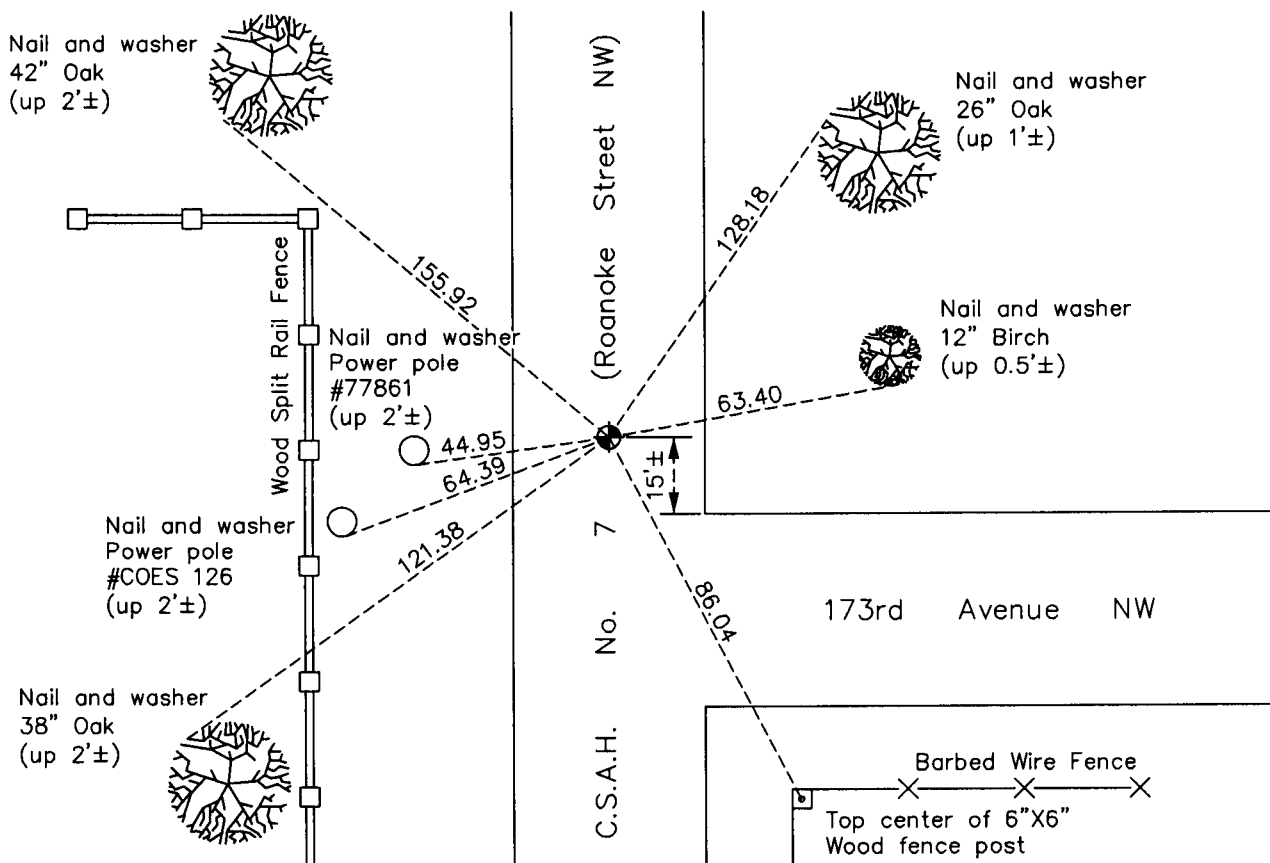 Nail and washer
42" Oak
(up 2'±)
Nail and washer
26" Oak
(up 1'±)
(Roanoke Street NW)
128.18
155.92
Wood Split Rail Fence
Nail and washer
Power pole
#77861
(up 2'±)
Nail and washer
12" Birch
(up 0.5'±)
63.40
44.95
64.39
15'±
121.38
Nail and washer
Power pole
#COES 126
(up 2'±)
86.04
173rd Avenue NW
C.S.A.H. No. 7
Nail and washer
38" Oak
(up 2'±)
Barbed Wire Fence
Top center of 6"X6"
Wood fence post